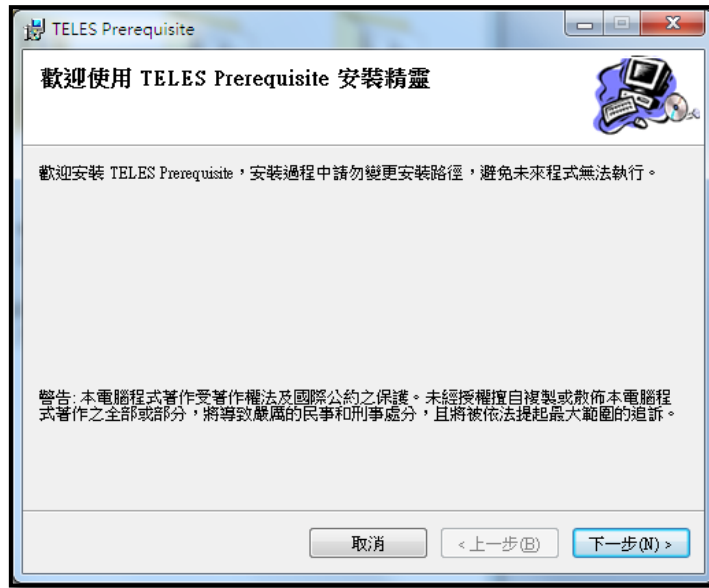 TELES Prerequisite
歡迎使用 TELES Prerequisite 安裝精靈
歡迎安裝 TELES Prerequisite，安裝過程中請勿變更安裝路徑，避免未來程式無法執行。
警告: 本電腦程式著作受著作權法及國際公約之保護。未經授權擅自複製或散佈本電腦程
式著作之全部或部分，將導致嚴厲的民事和刑事處分，且將被依法提起最大範圍的追訴。
取消
<上一步(B)
下一步(N) >